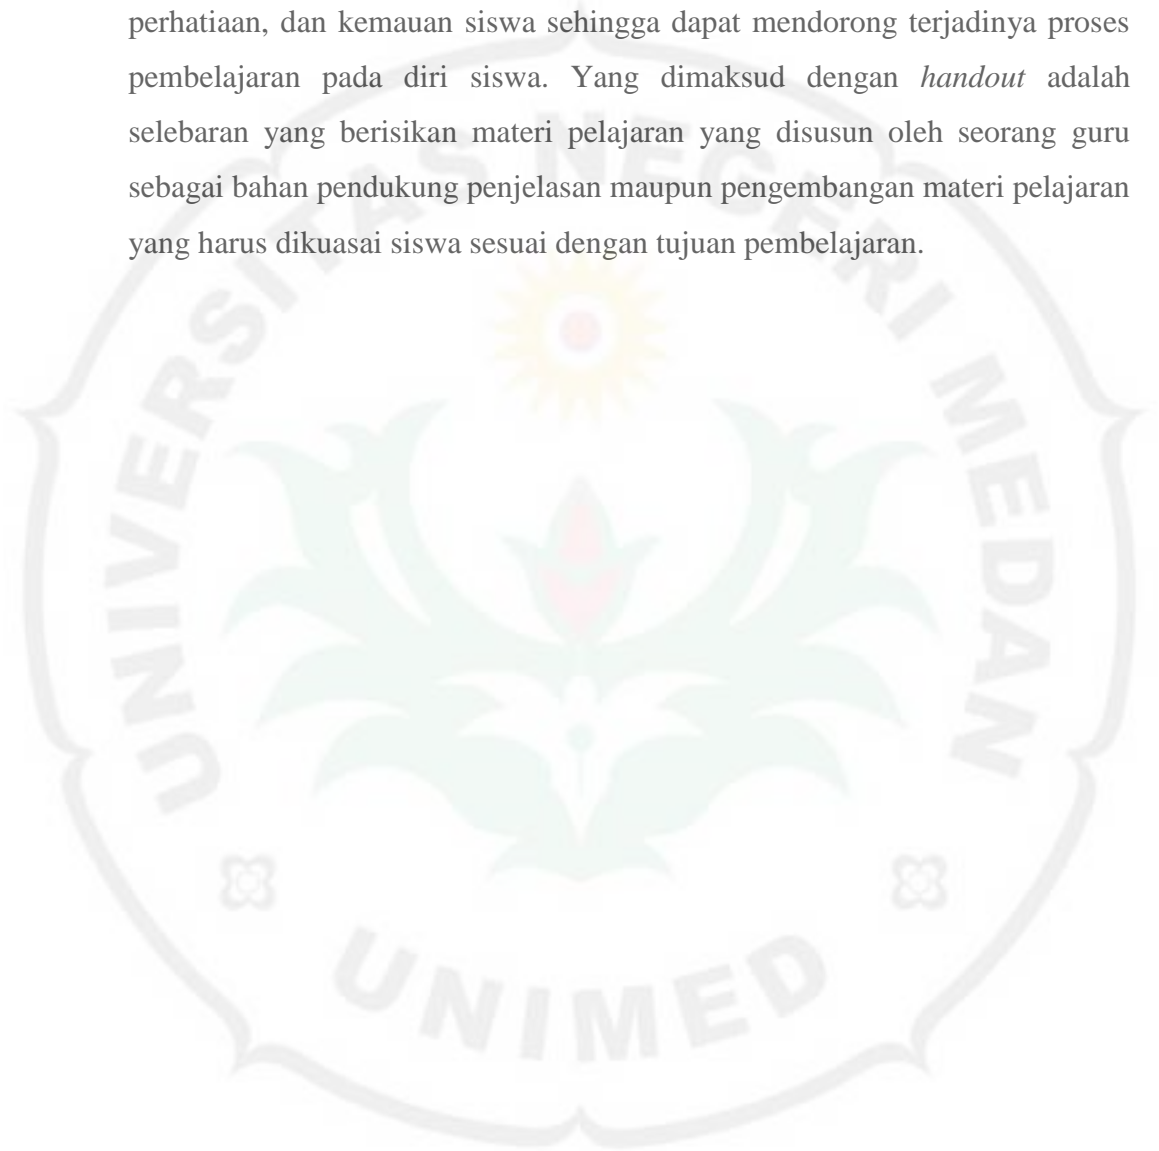 perhatiaan, dan kemauan siswa sehingga dapat mendorong terjadinya proses
pembelajaran pada diri siswa. Yang dimaksud dengan handout adalah
selebaran yang berisikan materi pelajaran yang disusun oleh seorang guru
sebagai bahan pendukung penjelasan maupun pengembangan materi pelajaran
yang harus dikuasai siswa sesuai dengan tujuan pembelajaran.
UNIVERSITAS NEGERI MEDAN
UNIMED